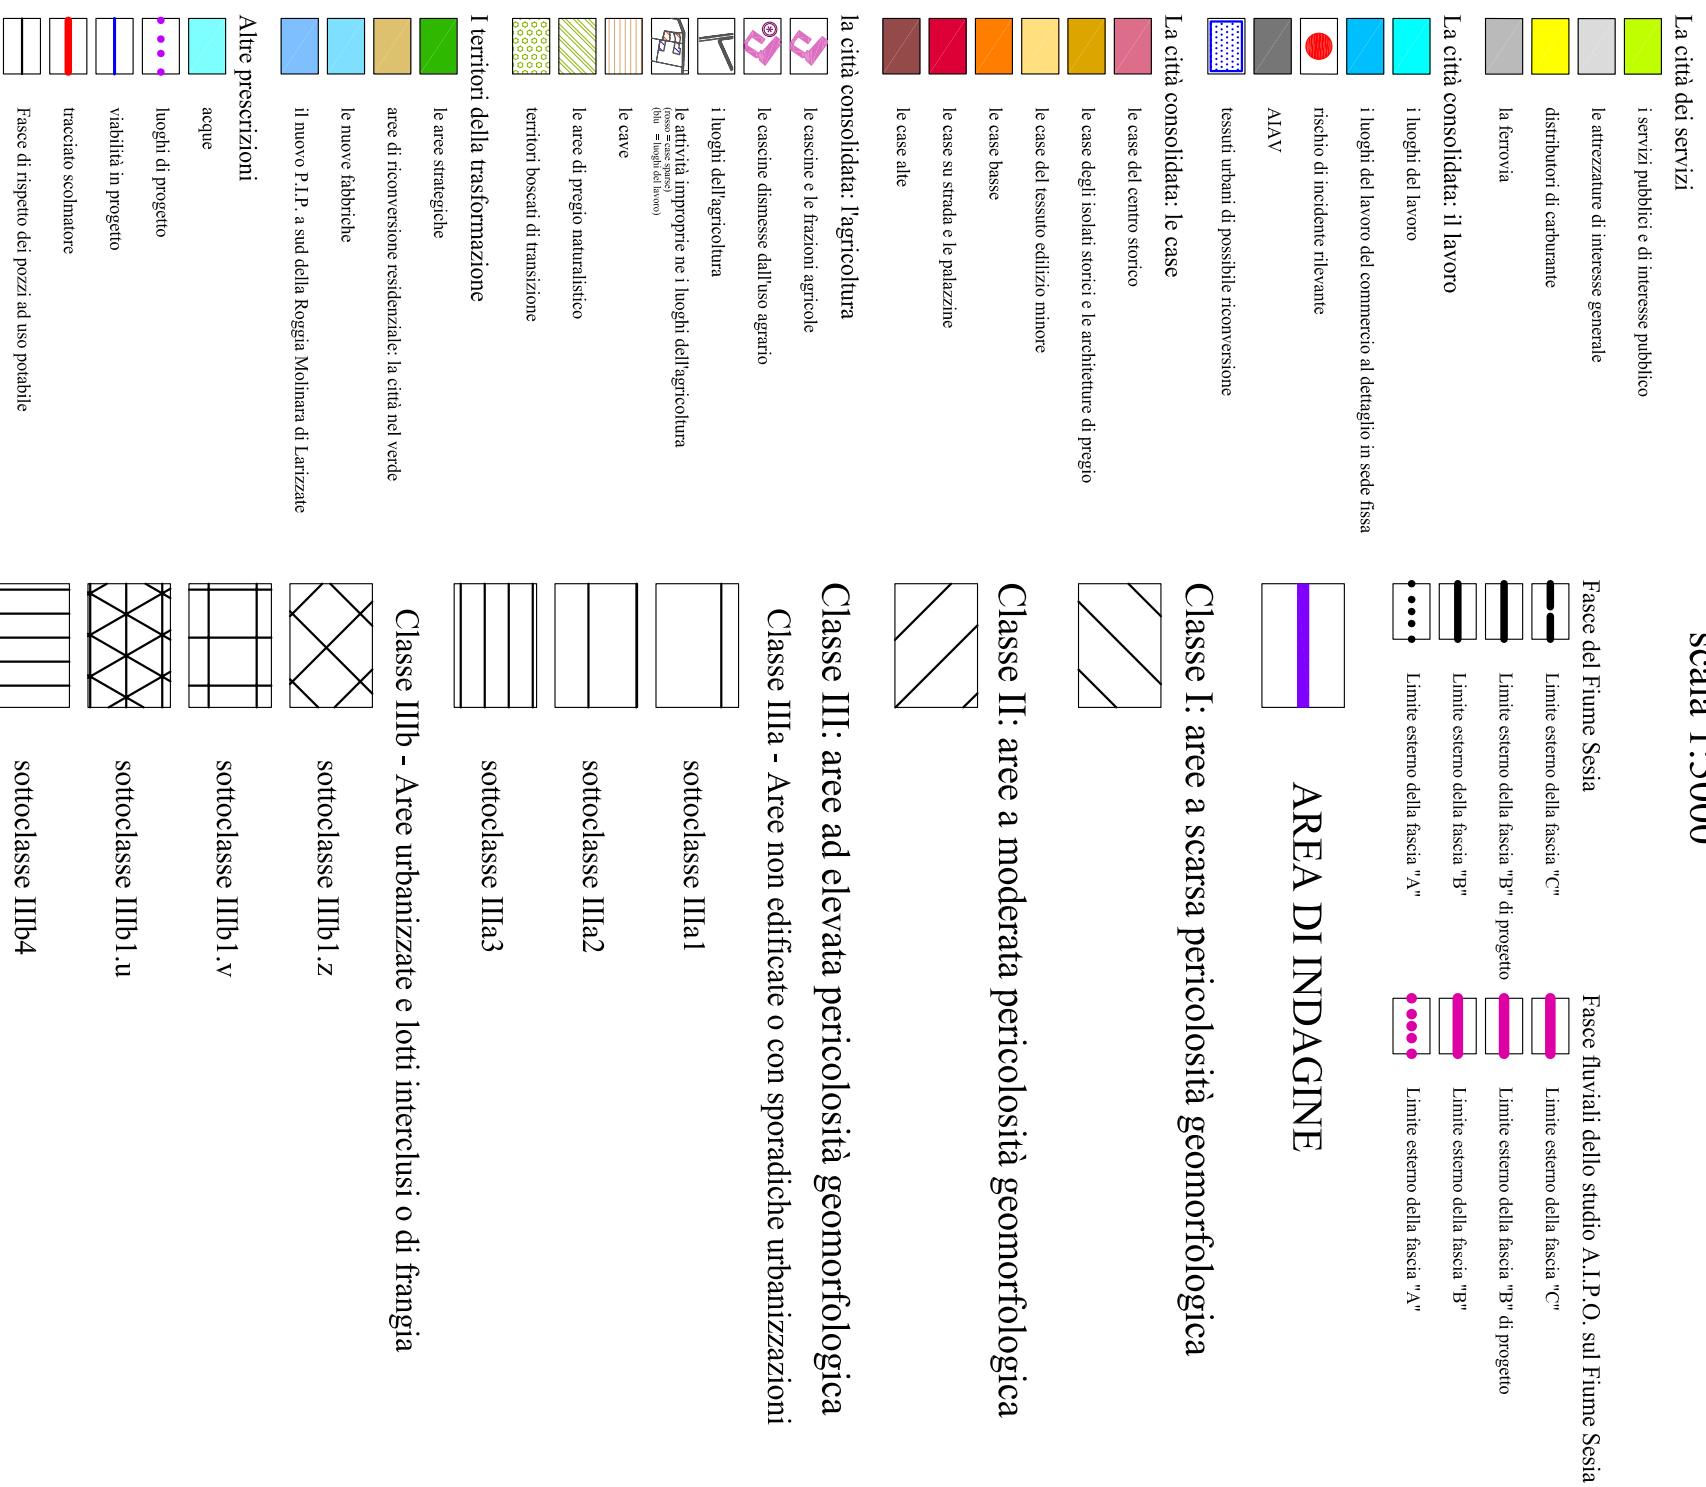 scala 1:5000
La città dei servizi
i servizi pubblici e di interesse pubblico
le attrezzature di interesse generale
distributori di carburante
la ferrovia
La città consolidata: il lavoro
i luoghi del lavoro
i luoghi del lavoro del commercio al dettaglio in sede fissa
rischio di incidente rilevante
AIAV
tessuti urbani di possibile riconversione
La città consolidata: le case
le case del centro storico
le case degli isolati storici e le architetture di pregio
le case del tessuto edilizio minore
le case basse
le case su strada e le palazzine
le case alte
la città consolidata: l'agricoltura
le cascine e le frazioni agricole
le cascine dismesse dall'uso agrario
i luoghi dell'agricoltura
le attività improprie ne i luoghi dell'agricoltura
(rosso = case sparse)
(blu = luoghi del lavoro)
le cave
le aree di pregio naturalistico
territori boscati di transizione
I territori della trasformazione
le aree strategiche
aree di riconversione residenziale: la città nel verde
le nuove fabbriche
il nuovo P.I.P. a sud della Roggia Molinara di Larizzate
Altre prescrizioni
acque
luoghi di progetto
viabilità in progetto
tracciato scolmatore
Fasce di rispetto dei pozzi ad uso potabile
Fasce del Fiume Sesia
Limite esterno della fascia "C"
Limite esterno della fascia "B" di progetto
Limite esterno della fascia "B"
Limite esterno della fascia "A"
Fasce fluviali dello studio A.I.P.O. sul Fiume Sesia
Limite esterno della fascia "C"
Limite esterno della fascia "B" di progetto
Limite esterno della fascia "B"
Limite esterno della fascia "A"
AREA DI INDAGINE
Classe I: aree a scarsa pericolosità geomorfologica
Classe II: aree a moderata pericolosità geomorfologica
Classe III: aree ad elevata pericolosità geomorfologica
Classe IIIa - Aree non edificate o con sporadiche urbanizzazioni
sottoclasse IIIa1
sottoclasse IIIa2
sottoclasse IIIa3
Classe IIIb - Aree urbanizzate e lotti interclusi o di frangia
sottoclasse IIIb1.z
sottoclasse IIIb1.v
sottoclasse IIIb1.u
sottoclasse IIIb4